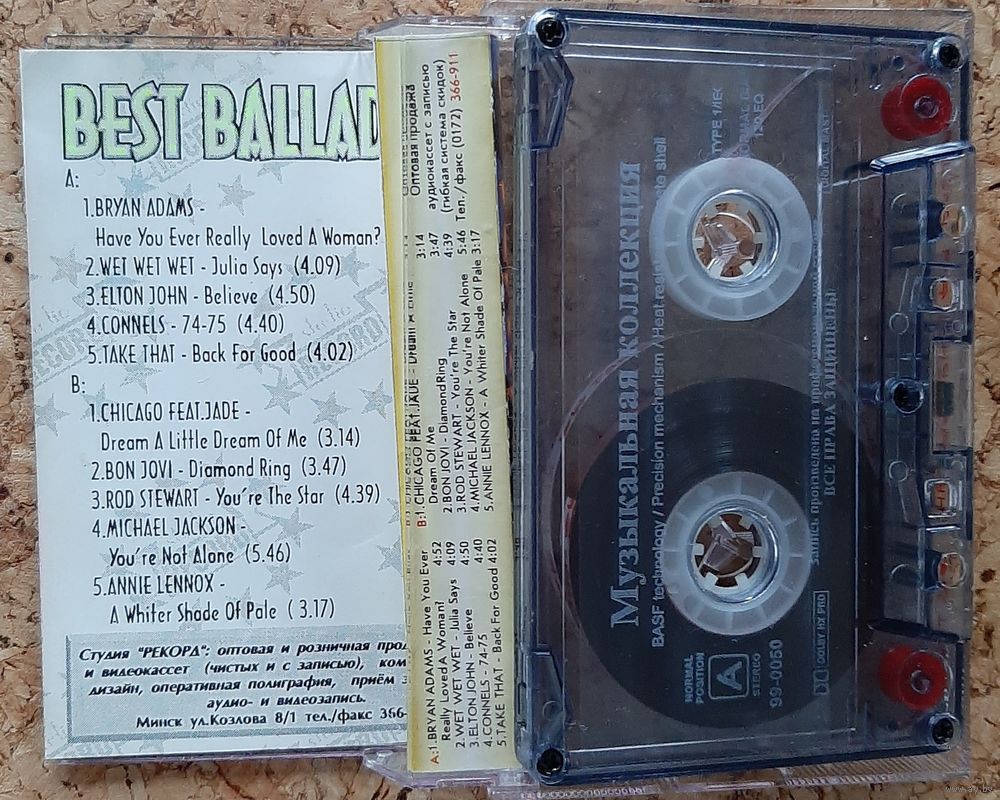 BEST BALLAD
A:
1.BRYAN ADAMS -
Have You Ever Really Loved A Woman?
2.WET WET WET - Julia Says (4.09)
3.ELTON JOHN - Believe (4.50)
4.CONNELS - 74-75 (4.40)
5.TAKE THAT - Back For Good (4.02)
B:
1.CHICAGO FEAT.JADE -
Dream A Little Dream Of Me (3.14)
2.BON JOVI - Diamond Ring (3.47)
3.ROD STEWART - You're The Star (4.39)
4.MICHAEL JACKSON -
You're Not Alone (5.46)
5.ANNIE LENNOX -
A Whiter Shade Of Pale ( 3.17)
Студия "РЕКОРД": оптовая и розничная прод
и видеокассет (чистых и с записью), ком
дизайн, оперативная полиграфия, приём
аудио- и видеозапись.
Минск ул.Козлова 8/1 тел./факс 366-
A:1.BRYAN ADAMS - Have You Ever
Really Loved A Woman? 4:52
2.WET WET WET - Julia Says 4:09
3.ELTON JOHN - Believe 4:50
4.CONNELS - 74-75 4:40
5.TAKE THAT - Back For Good 4:02
B:1.CHICAGO FEAT.JADE -
Dream Of Me 3:14
2.BON JOVI - DiamondRing 3:47
3.ROD STEWART - You're The Star 4:39
4.MICHAEL JACKSON - You're Not Alone 5:46
5.ANNIE LENNOX - A Whiter Shade Of Pale 3:17
Оптовая продажа
аудиокассет с записью
(гибкая система скидок)
Тел./факс (0172) 366-911
Музыкальная коллекция
BASF technology / Precision mechanism / Heat
shell
NORMAL
POSITION
A
STEREO
99-0050
TYPE 1/IEC
120 EQ
Запись произведена на
ВСЕ ПРАВА ЗАЩИЩЕНЫ
DOLBY HX PRO